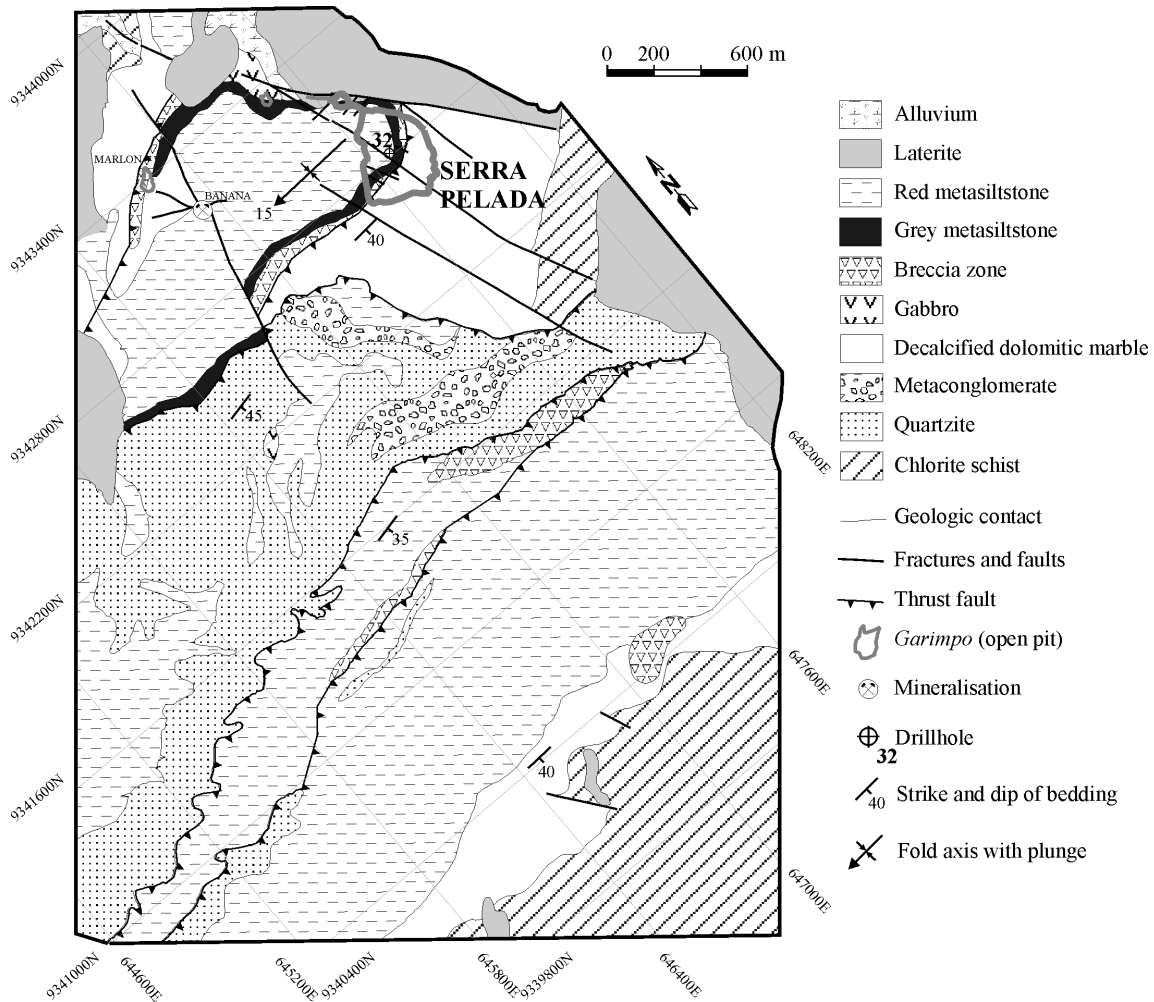 0 200 600 m
9344000N
9343400N
9342800N
9342200N
9341600N
9341000N
MARLON
BANANA
15
32
SERRA
PELADA
40
45
35
40
N
648200E
647600E
647000E
644600E
645200E
9340400N
645800E
9339800N
646400E
Alluvium
Laterite
Red metasiltstone
Grey metasiltstone
Breccia zone
Gabbro
Decalcified dolomitic marble
Metaconglomerate
Quartzite
Chlorite schist
Geologic contact
Fractures and faults
Thrust fault
Garimpo (open pit)
Mineralisation
Drillhole
32
40
Strike and dip of bedding
Fold axis with plunge